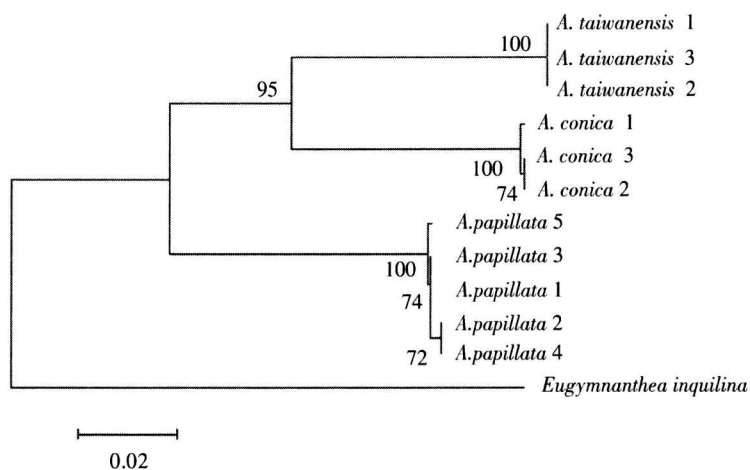 A. taiwanensis 1
100
A. taiwanensis 3
95
A. taiwanensis 2
A. conica 1
A. conica 3
100
74
A. conica 2
A.papillata 5
A.papillata 3
100
A.papillata 1
74
A.papillata 2
72
A.papillata 4
Eugymnanthea inquilina
0.02